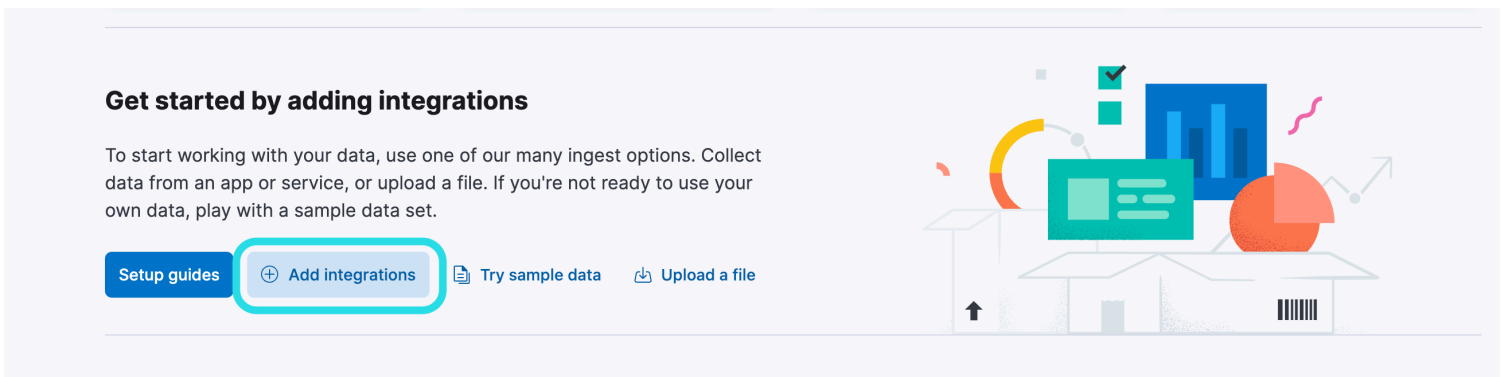 Get started by adding integrations
To start working with your data, use one of our many ingest options. Collect
data from an app or service, or upload a file. If you're not ready to use your
own data, play with a sample data set.
Setup guides Add integrations Try sample data Upload a file